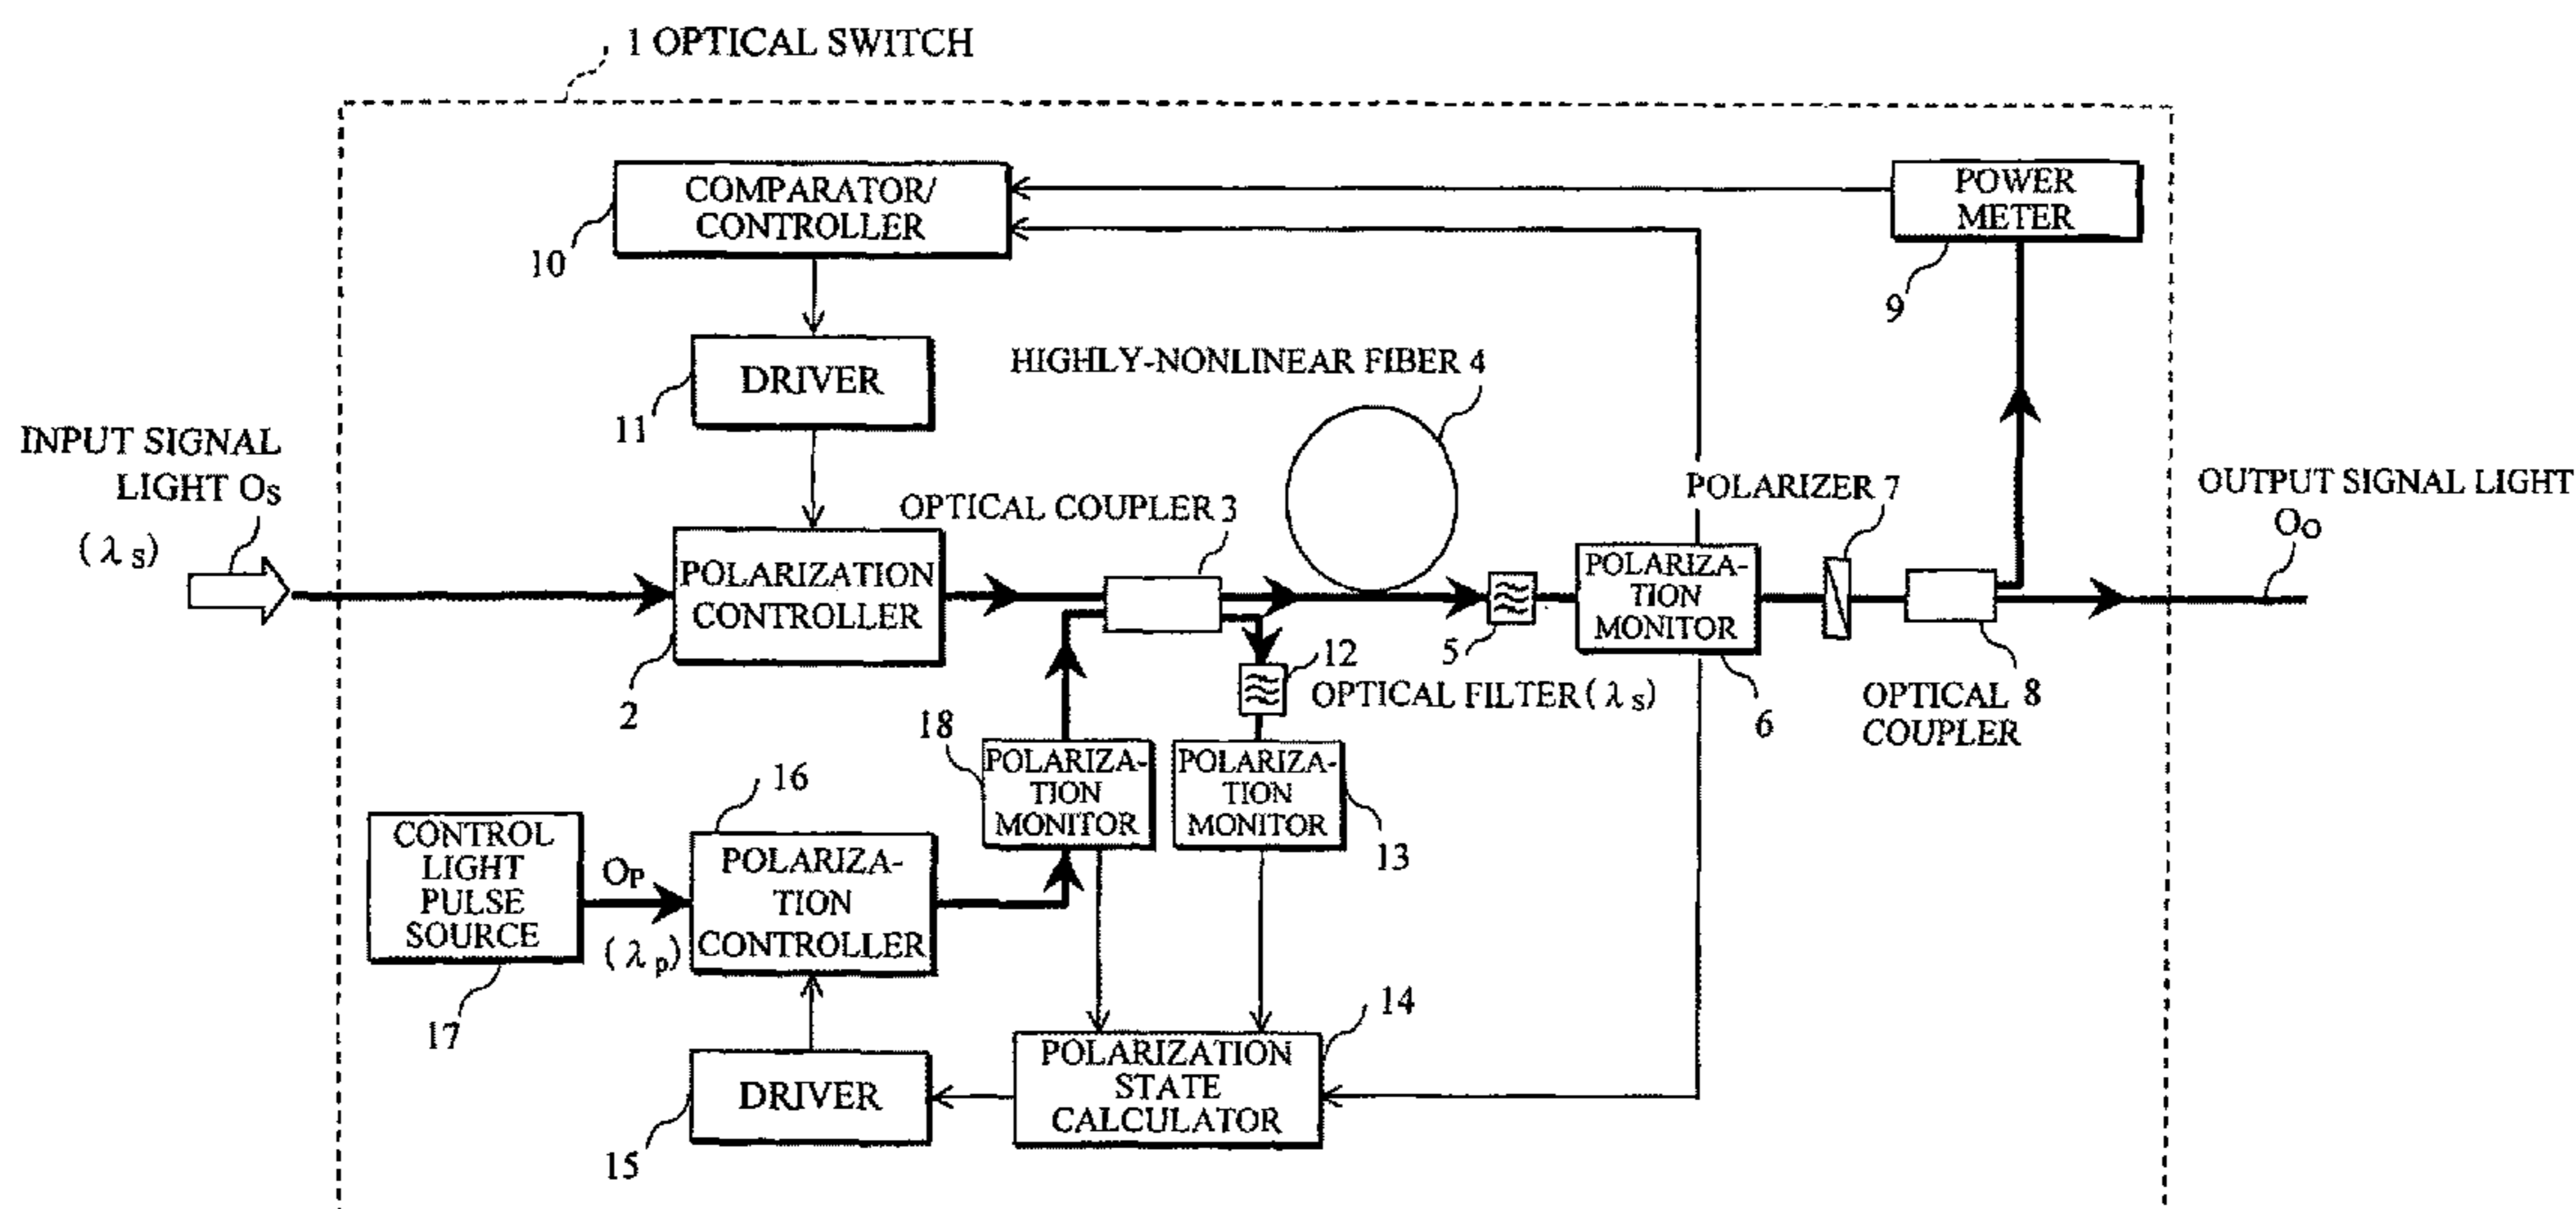 1 OPTICAL SWITCH
COMPARATOR/
CONTROLLER
10
POWER
METER
9
DRIVER
11
HIGHLY-NONLINEAR FIBER 4
INPUT SIGNAL
LIGHT OS
(λS)
POLARIZATION
CONTROLLER
2
OPTICAL COUPLER 3
5
POLARIZA-
TION
MONITOR
6
POLARIZER 7
OPTICAL 8
COUPLER
OUTPUT SIGNAL LIGHT
OO
12
OPTICAL FILTER (λS)
18
POLARIZA-
TION
MONITOR
POLARIZA-
TION
MONITOR
13
CONTROL
LIGHT
PULSE
SOURCE
17
OP
(λp)
16
POLARIZA-
TION
CONTROLLER
DRIVER
15
POLARIZATION
STATE
CALCULATOR
14